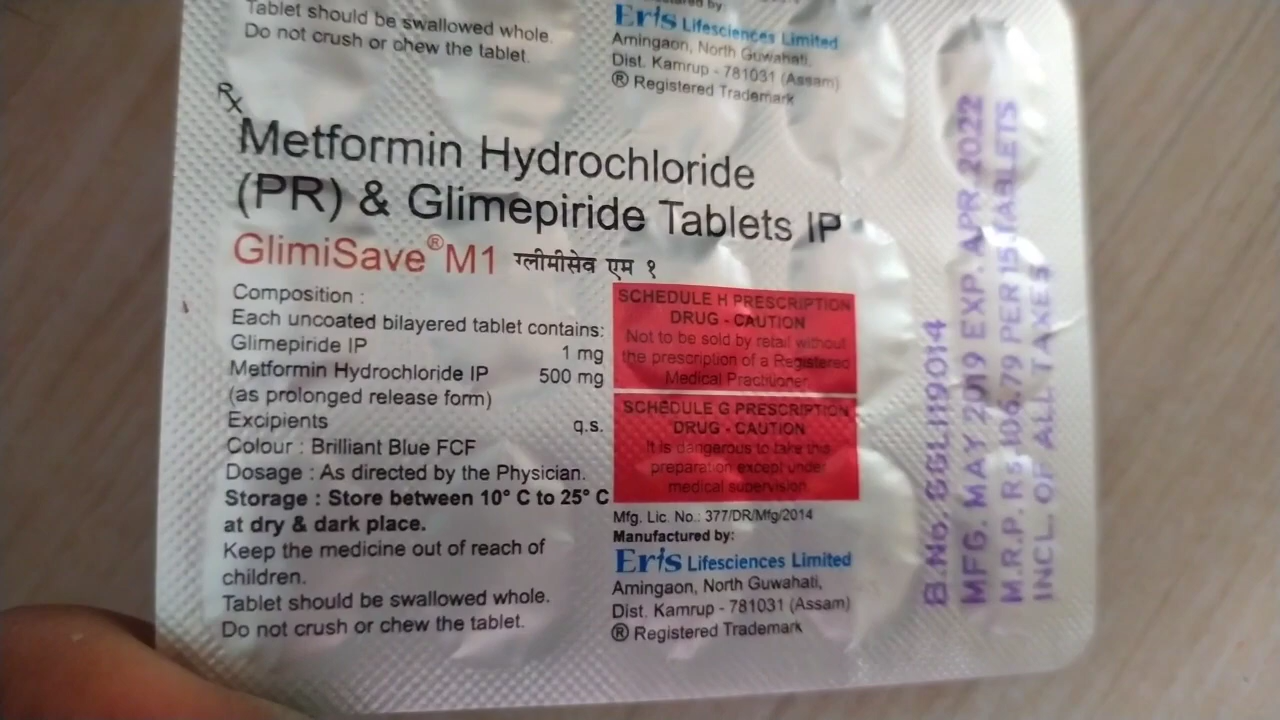 Tablet should be swallowed whole.
Do not crush or chew the tablet.
by:
Eris Lifesciences Limited
Amingaon, North Guwahati,
Dist. Kamrup - 781031 (Assam)
® Registered Trademark
Rx
Metformin Hydrochloride
(PR) & Glimepiride Tablets IP
GlimiSave® M1 ग्लीमीसेव एम १
Composition :
Each uncoated bilayered tablet contains:
Glimepiride IP 1 mg
Metformin Hydrochloride IP 500 mg
(as prolonged release form)
Excipients q.s.
Colour : Brilliant Blue FCF
Dosage : As directed by the Physician.
Storage : Store between 10° C to 25° C
at dry & dark place.
Keep the medicine out of reach of
children.
Tablet should be swallowed whole.
Do not crush or chew the tablet.
SCHEDULE H PRESCRIPTION
DRUG - CAUTION
Not to be sold by retail without
the prescription of a Registered
Medical Practitioner
SCHEDULE G PRESCRIPTION
DRUG - CAUTION
It is dangerous to take this
preparation except under
medical supervision.
Mfg. Lic. No.: 377/DR/Mfg/2014
Manufactured by:
Eris Lifesciences Limited
Amingaon, North Guwahati,
Dist. Kamrup - 781031 (Assam)
® Registered Trademark
B.No. GGL119014
MFG. MAY 2019 EXP. APR. 2022
M.R.P. Rs.106.79 PER 15 TABLETS
INCL. OF ALL TAXES